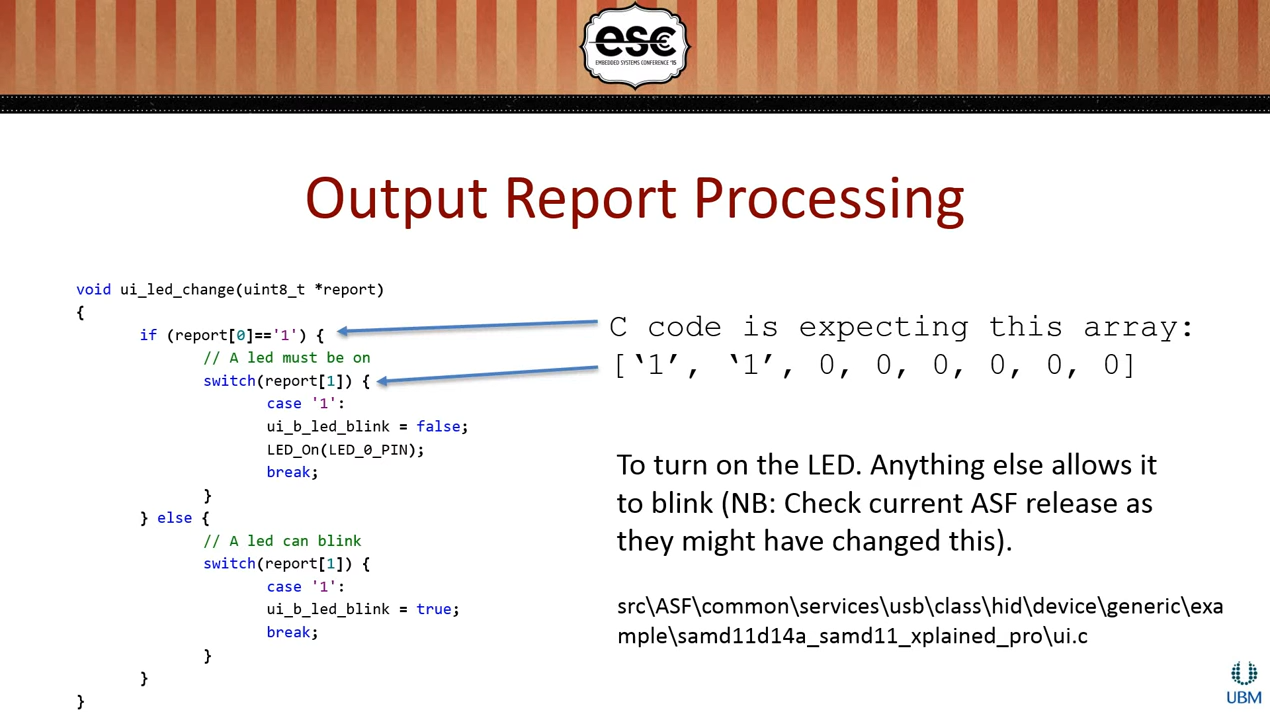 esc
EMBEDDED SYSTEMS CONFERENCE '15
Output Report Processing
void ui_led_change(uint8_t *report)
{
if (report[0]=='1') {
// A led must be on
switch(report[1]) {
case '1':
ui_b_led_blink = false;
LED_On(LED_0_PIN);
break;
}
} else {
// A led can blink
switch(report[1]) {
case '1':
ui_b_led_blink = true;
break;
}
}
}
C code is expecting this array:
[‘1’, ‘1’, 0, 0, 0, 0, 0, 0]
To turn on the LED. Anything else allows it
to blink (NB: Check current ASF release as
they might have changed this).
src\ASF\common\services\usb\class\hid\device\generic\exa
mple\samd11d14a_samd11_xplained_pro\ui.c
UBM